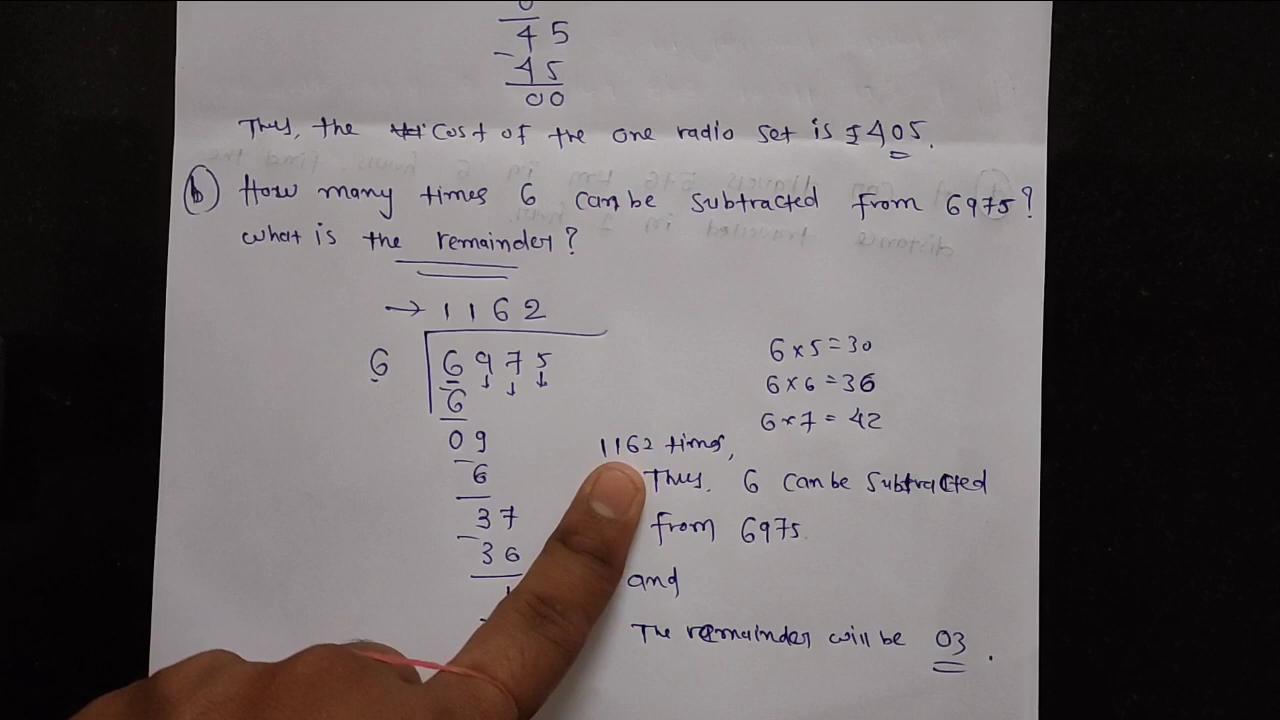 45
- 45
00
Thus, the cost of the one radio set is ₹405.
(b) How many times 6 can be subtracted from 6975?
what is the remainder?
→ 1162
6 6975
- 6
09
- 6
37
- 36
1
6×5=30
6×6=36
6×7=42
1162 times,
Thus. 6 can be subtracted
from 6975.
and
The remainder will be 03.